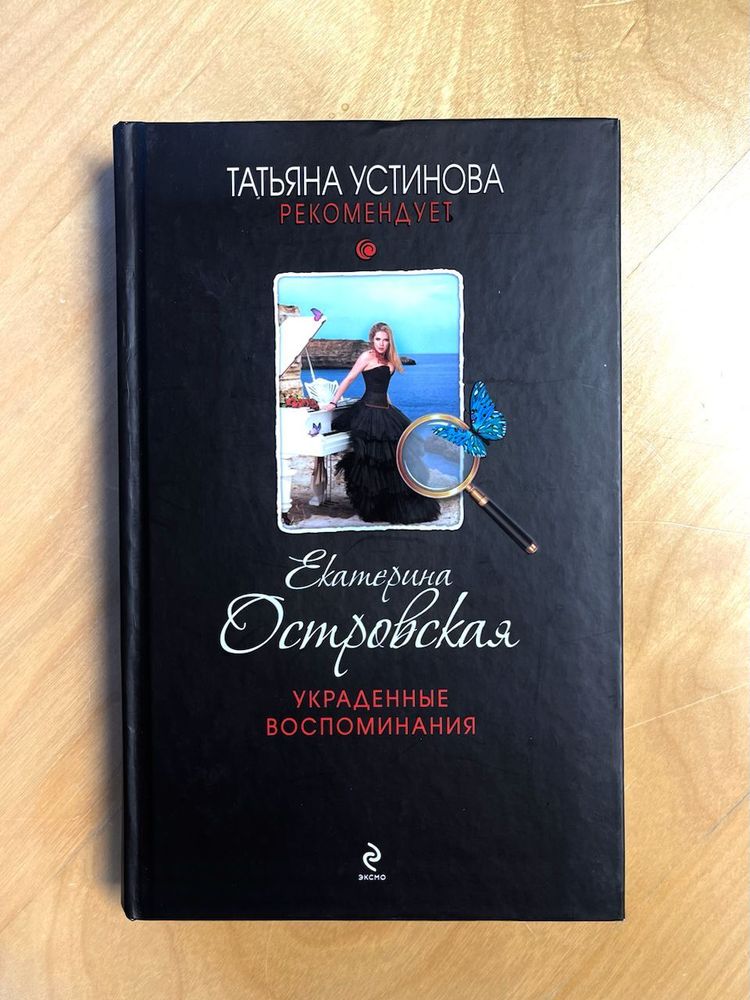 ТАТЬЯНА УСТИНОВА
РЕКОМЕНДУЕТ
Екатерина
Островская
УКРАДЕННЫЕ
ВОСПОМИНАНИЯ
ЭКСМО